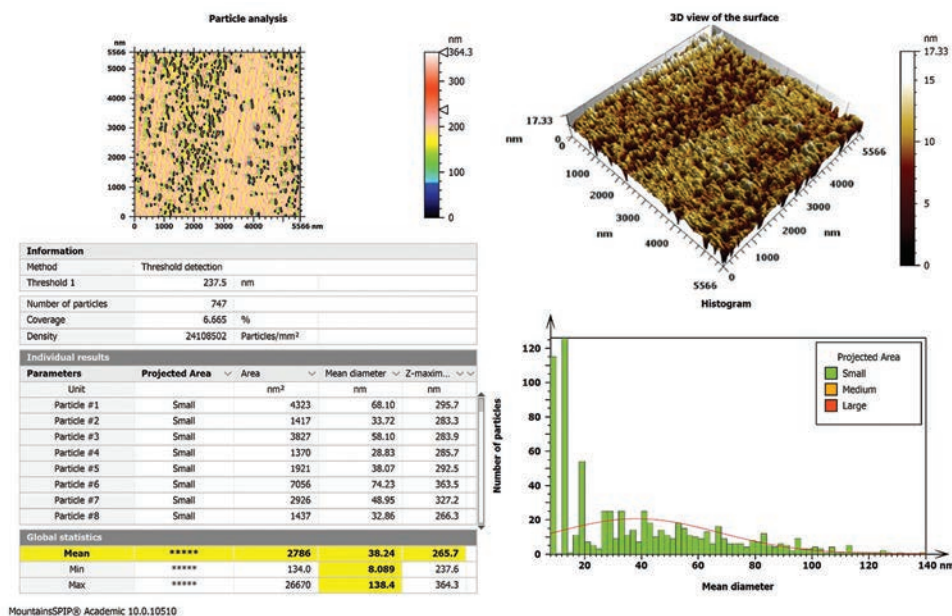 Particle analysis
nm
5566
5000
4000
3000
2000
1000
0
0 1000 2000 3000 4000 5566 nm
nm
364.3
300
200
100
0
3D view of the surface
nm
17.33
15
10
5
0
17.33
nm
0
0
1000
2000
3000
nm
4000
5566
5566
4000
3000
nm
2000
1000
0
Information
Method Threshold detection
Threshold 1 237.5 nm
Number of particles 747
Coverage 6.665 %
Density 24108502 Particles/mm²
Individual results
Parameters Projected Area Area Mean diameter Z-maxim...
Unit nm² nm nm
Particle #1 Small 4323 68.10 295.7
Particle #2 Small 1417 33.72 283.3
Particle #3 Small 3827 58.10 283.9
Particle #4 Small 1370 28.83 285.7
Particle #5 Small 1921 38.07 292.5
Particle #6 Small 7056 74.23 363.5
Particle #7 Small 2926 48.95 327.2
Particle #8 Small 1437 32.86 266.3
Global statistics
Mean ***** 2786 38.24 265.7
Min ***** 134.0 8.089 237.6
Max ***** 26670 138.4 364.3
MountainsSPIP® Academic 10.0.10510
Histogram
Projected Area
Small
Medium
Large
Number of particles
120
100
80
60
40
20
0
20 40 60 80 100 120 140 nm
Mean diameter